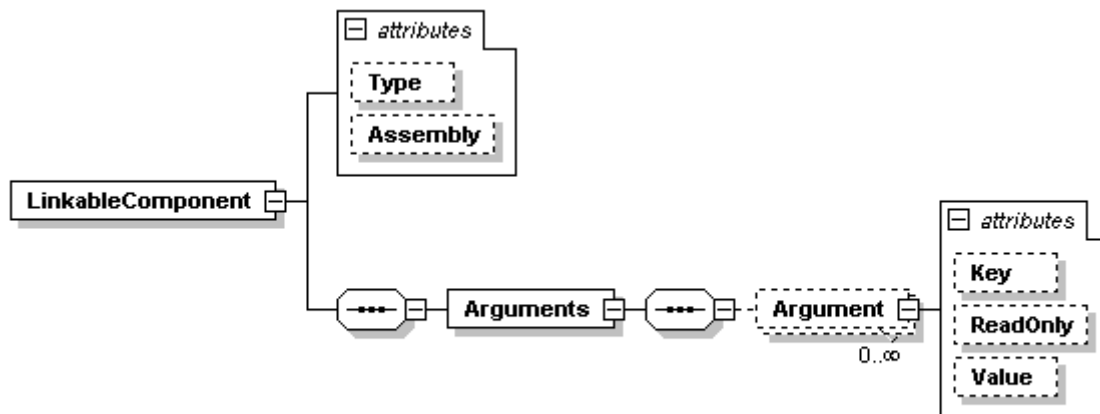 attributes
Type
Assembly
LinkableComponent
attributes
Key
Arguments
Argument
ReadOnly
0..∞
Value